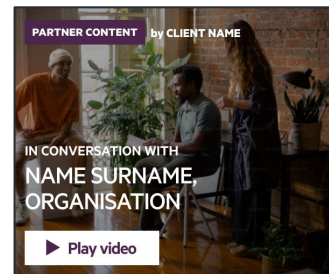 PARTNER CONTENT by CLIENT NAME
IN CONVERSATION WITH
NAME SURNAME,
ORGANISATION
Play video